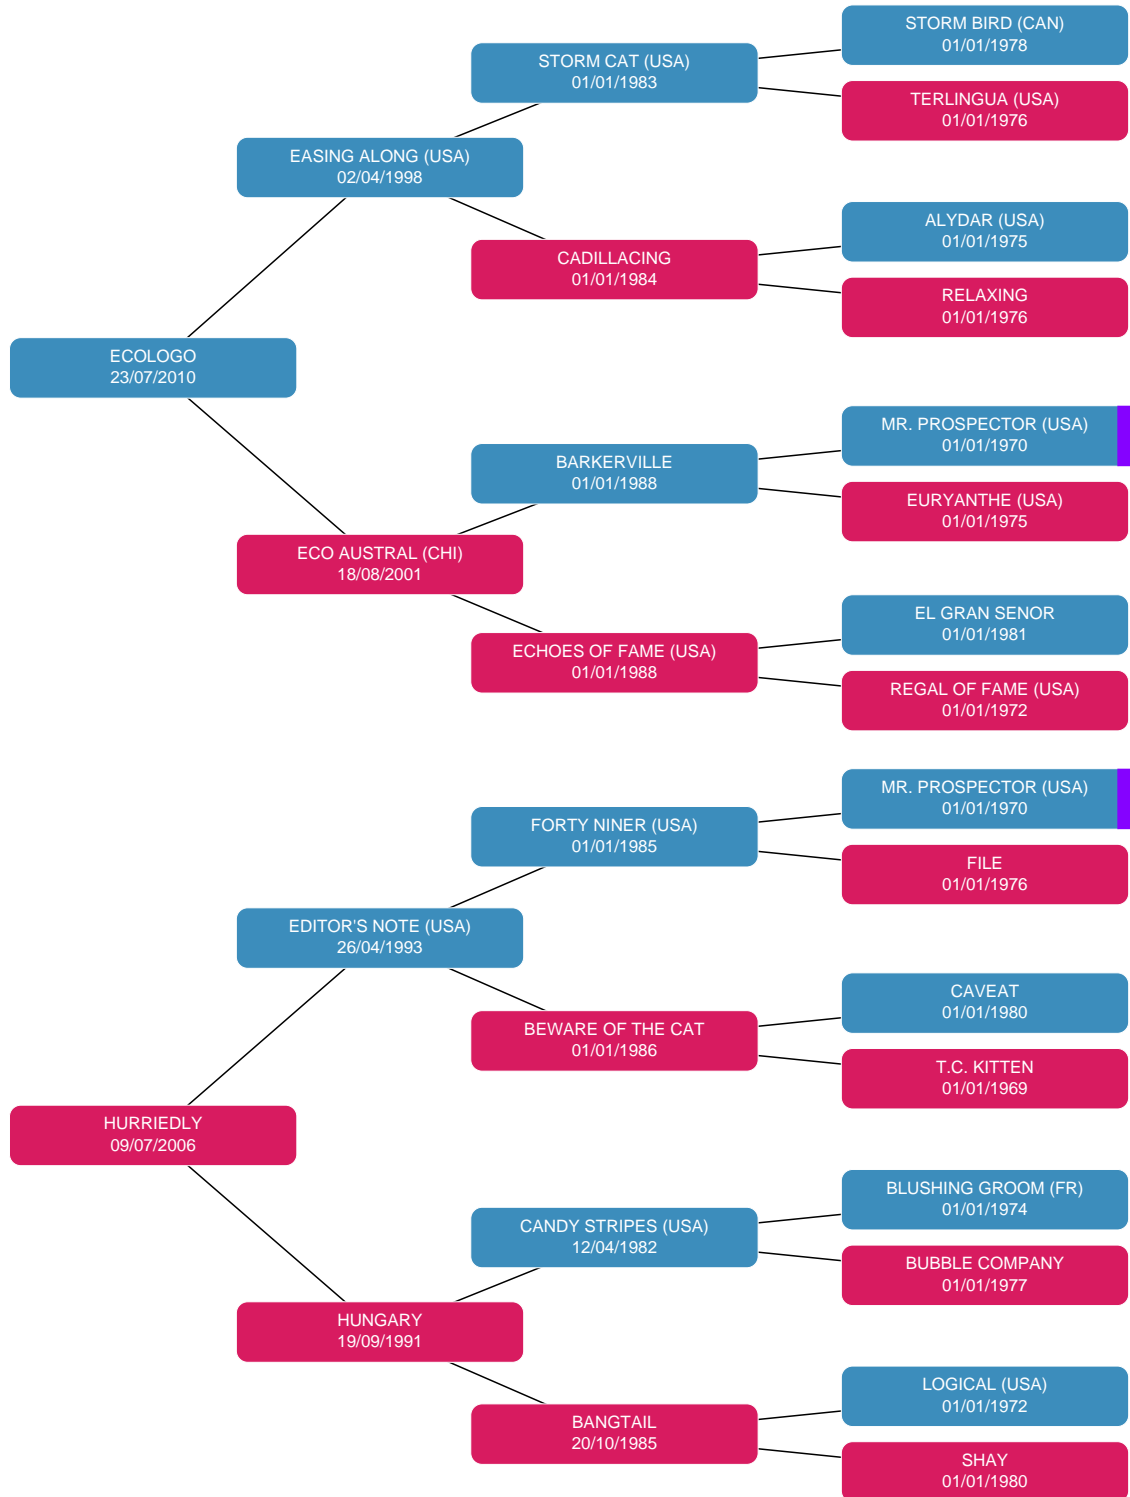 STORM BIRD (CAN)
01/01/1978
STORM CAT (USA)
01/01/1983
TERLINGUA (USA)
01/01/1976
EASING ALONG (USA)
02/04/1998
ALYDAR (USA)
01/01/1975
CADILLACING
01/01/1984
RELAXING
01/01/1976
ECOLOGO
23/07/2010
MR. PROSPECTOR (USA)
01/01/1970
BARKERVILLE
01/01/1988
EURYANTHE (USA)
01/01/1975
ECO AUSTRAL (CHI)
18/08/2001
EL GRAN SENOR
01/01/1981
ECHOES OF FAME (USA)
01/01/1988
REGAL OF FAME (USA)
01/01/1972
MR. PROSPECTOR (USA)
01/01/1970
FORTY NINER (USA)
01/01/1985
FILE
01/01/1976
EDITOR'S NOTE (USA)
26/04/1993
CAVEAT
01/01/1980
BEWARE OF THE CAT
01/01/1986
T.C. KITTEN
01/01/1969
HURRIEDLY
09/07/2006
BLUSHING GROOM (FR)
01/01/1974
CANDY STRIPES (USA)
12/04/1982
BUBBLE COMPANY
01/01/1977
HUNGARY
19/09/1991
LOGICAL (USA)
01/01/1972
BANGTAIL
20/10/1985
SHAY
01/01/1980